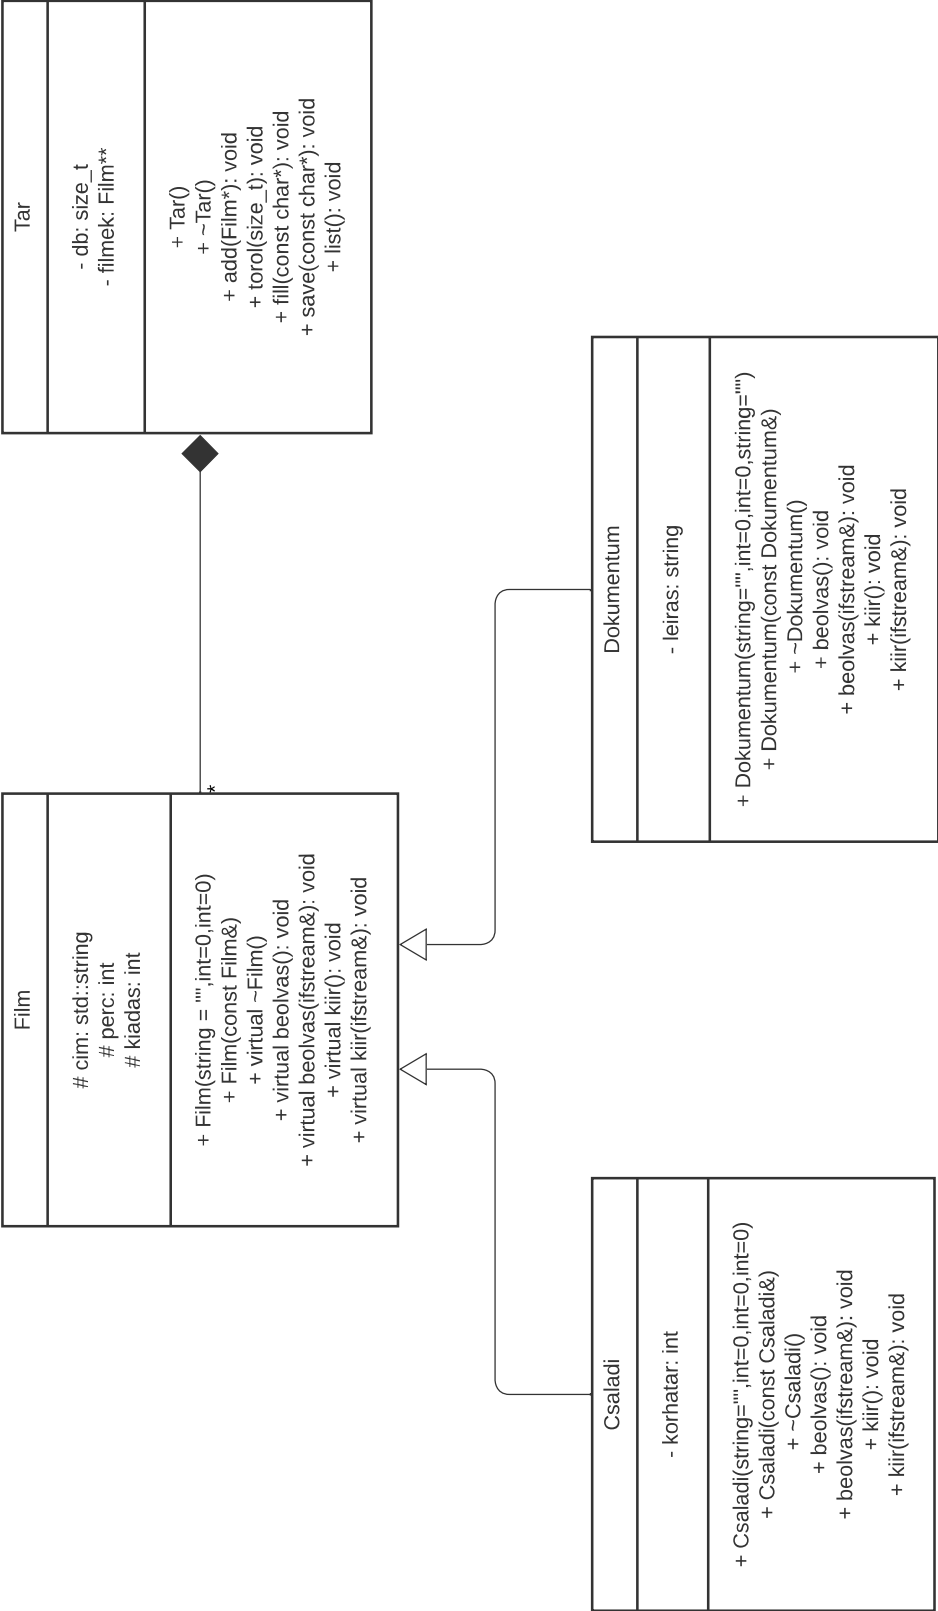 Film
# cim: std::string
# perc: int
# kiadas: int
+ Film(string = "",int=0,int=0)
+ Film(const Film&)
+ virtual ~Film()
+ virtual beolvas(): void
+ virtual beolvas(ifstream&): void
+ virtual kiir(): void
+ virtual kiir(ifstream&): void
*
Tar
- db: size_t
- filmek: Film**
+ Tar()
+ ~Tar()
+ add(Film*): void
+ torol(size_t): void
+ fill(const char*): void
+ save(const char*): void
+ list(): void
Csaladi
- korhatar: int
+ Csaladi(string="",int=0,int=0,int=0)
+ Csaladi(const Csaladi&)
+ ~Csaladi()
+ beolvas(): void
+ beolvas(ifstream&): void
+ kiir(): void
+ kiir(ifstream&): void
Dokumentum
- leiras: string
+ Dokumentum(string="",int=0,int=0,string="")
+ Dokumentum(const Dokumentum&)
+ ~Dokumentum()
+ beolvas(): void
+ beolvas(ifstream&): void
+ kiir(): void
+ kiir(ifstream&): void